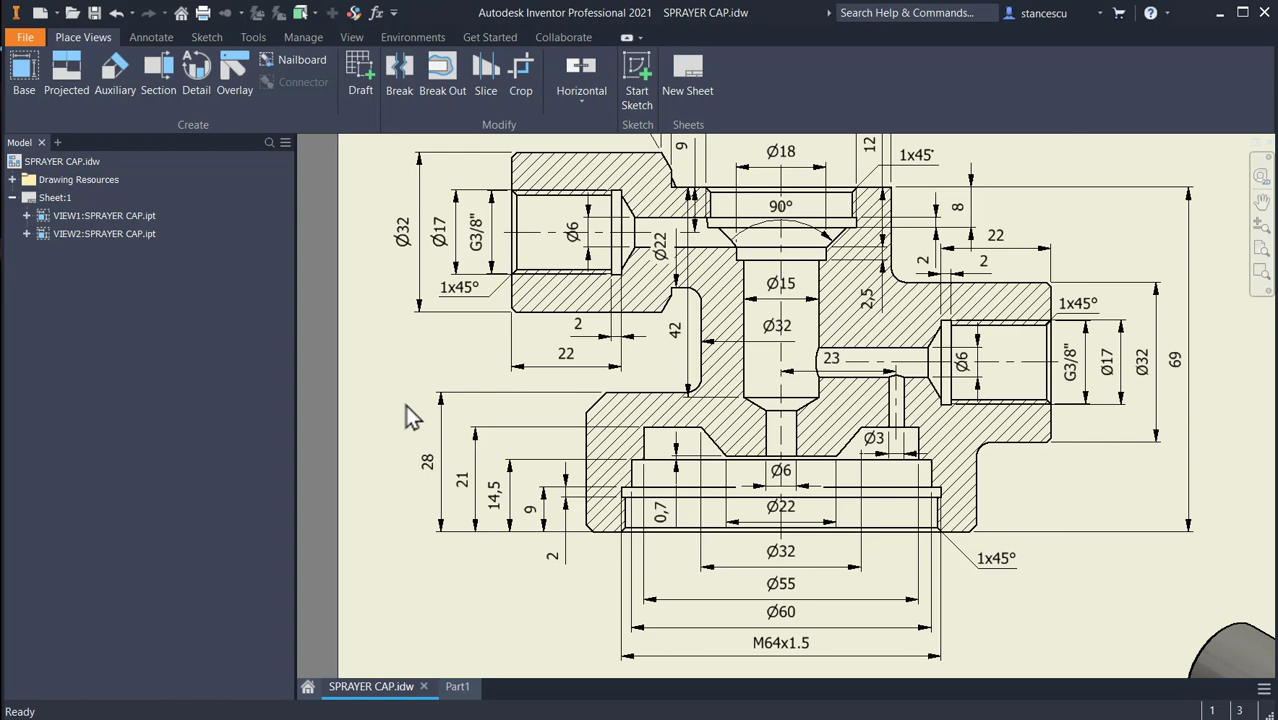 Autodesk Inventor Professional 2021 SPRAYER CAP.idw
Search Help & Commands...
stancescu
File Place Views Annotate Sketch Tools Manage View Environments Get Started Collaborate
Base Projected Auxiliary Section Detail Overlay
Nailboard
Connector
Draft
Break Break Out Slice Crop
Horizontal
Start
Sketch
New Sheet
Create Modify Sketch Sheets
Model
SPRAYER CAP.idw
Drawing Resources
Sheet:1
VIEW1:SPRAYER CAP.ipt
VIEW2:SPRAYER CAP.ipt
9
Ø18
12
1x45°
90°
8
Ø32
Ø17
G3/8"
Ø6
Ø22
22
2
2
1x45°
Ø15
2,5
1x45°
2
42
Ø32
22
23
Ø6
G3/8"
Ø17
Ø32
69
28
21
14,5
9
2
0,7
Ø3
Ø6
Ø22
Ø32
1x45°
Ø55
Ø60
M64x1.5
SPRAYER CAP.idw
Part1
Ready
1 3